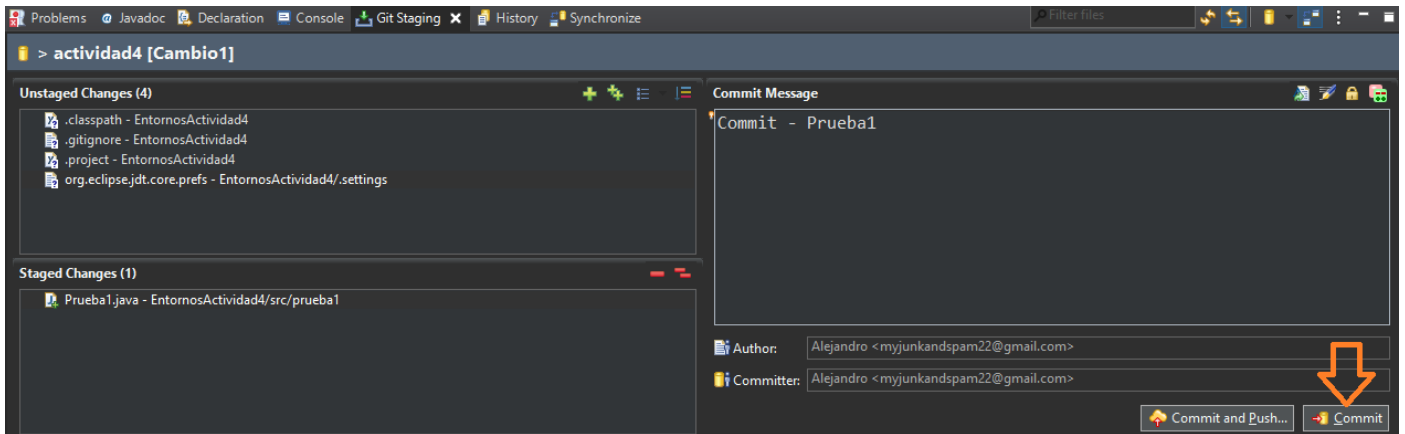 Problems @ Javadoc Declaration Console Git Staging History Synchronize Filter files
> actividad4 [Cambio1]
Unstaged Changes (4)
.classpath - EntornosActividad4
.gitignore - EntornosActividad4
.project - EntornosActividad4
org.eclipse.jdt.core.prefs - EntornosActividad4/.settings
Staged Changes (1)
Prueba1.java - EntornosActividad4/src/prueba1
Commit Message
Commit - Prueba1
Author: Alejandro <myjunkandspam22@gmail.com>
Committer: Alejandro <myjunkandspam22@gmail.com>
Commit and Push... Commit